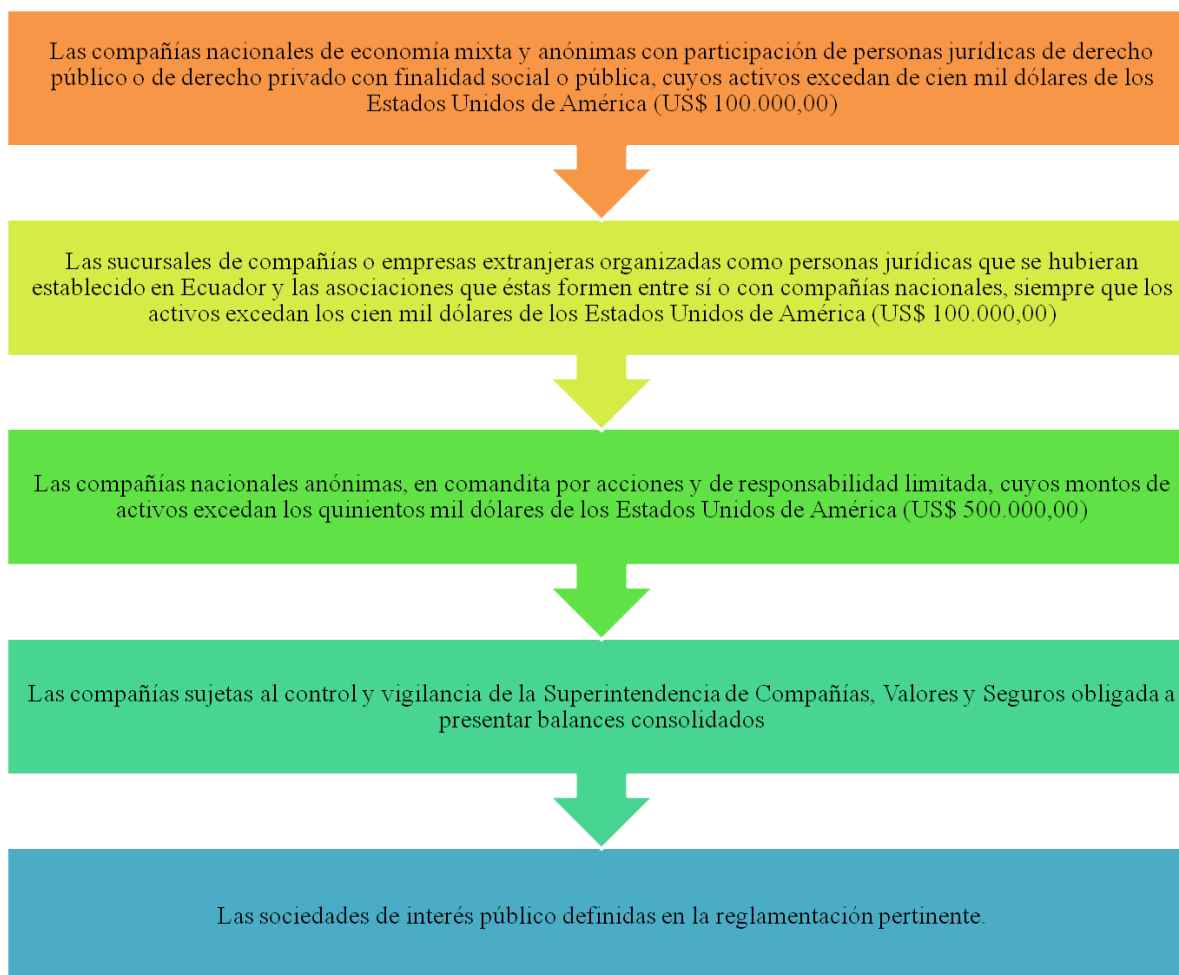 Las compañías nacionales de economía mixta y anónimas con participación de personas jurídicas de derecho
público o de derecho privado con finalidad social o pública, cuyos activos excedan de cien mil dólares de los
Estados Unidos de América (US$ 100.000,00)
Las sucursales de compañías o empresas extranjeras organizadas como personas jurídicas que se hubieran
establecido en Ecuador y las asociaciones que éstas formen entre sí o con compañías nacionales, siempre que los
activos excedan los cien mil dólares de los Estados Unidos de América (US$ 100.000,00)
Las compañías nacionales anónimas, en comandita por acciones y de responsabilidad limitada, cuyos montos de
activos excedan los quinientos mil dólares de los Estados Unidos de América (US$ 500.000,00)
Las compañías sujetas al control y vigilancia de la Superintendencia de Compañías, Valores y Seguros obligada a
presentar balances consolidados
Las sociedades de interés público definidas en la reglamentación pertinente.